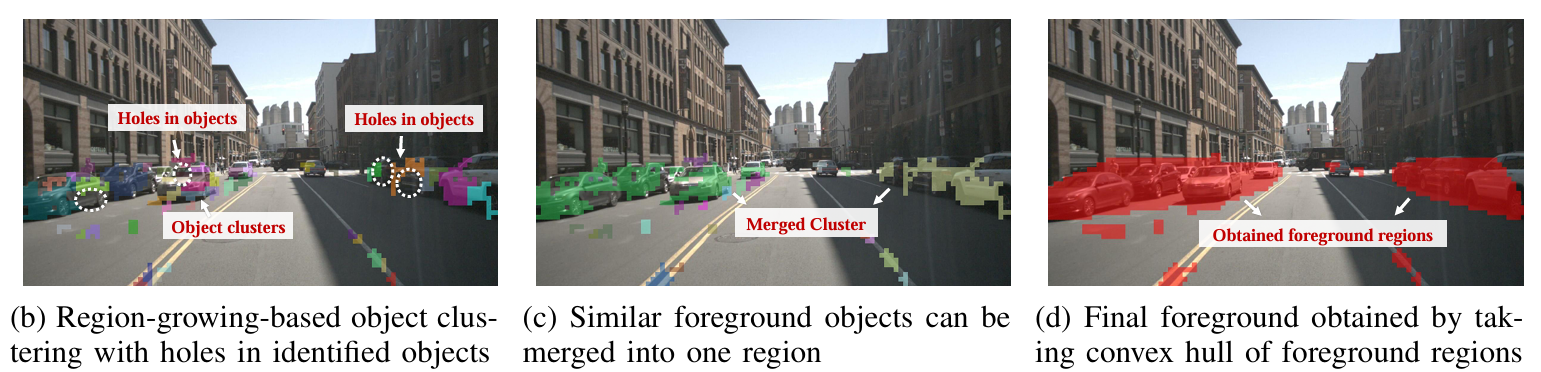 Holes in objects
Holes in objects
Object clusters
Merged Cluster
Obtained foreground regions
(b) Region-growing-based object clus-
tering with holes in identified objects
(c) Similar foreground objects can be
merged into one region
(d) Final foreground obtained by tak-
ing convex hull of foreground regions